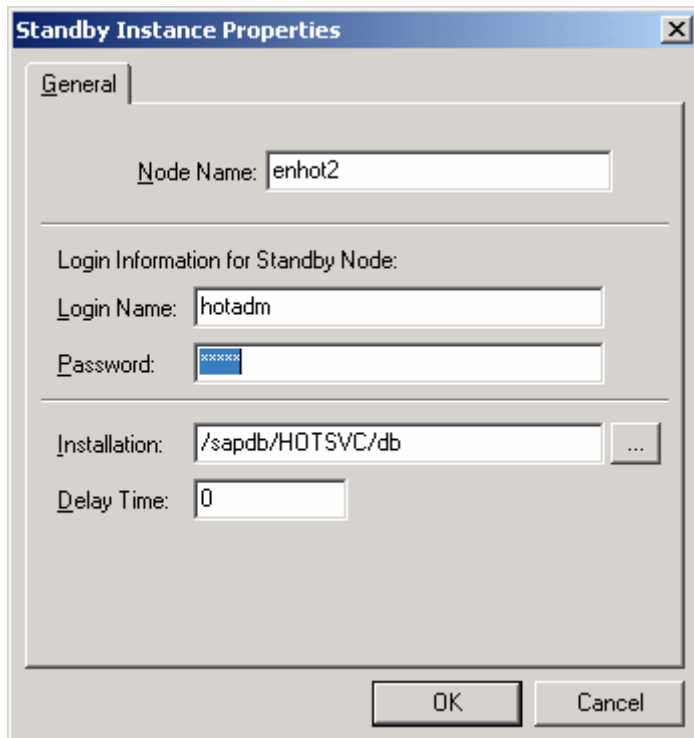 Standby Instance Properties
General
Node Name: enhot2
Login Information for Standby Node:
Login Name: hotadm
Password: *****
Installation: /sapdb/HOTSVC/db ...
Delay Time: 0
OK Cancel